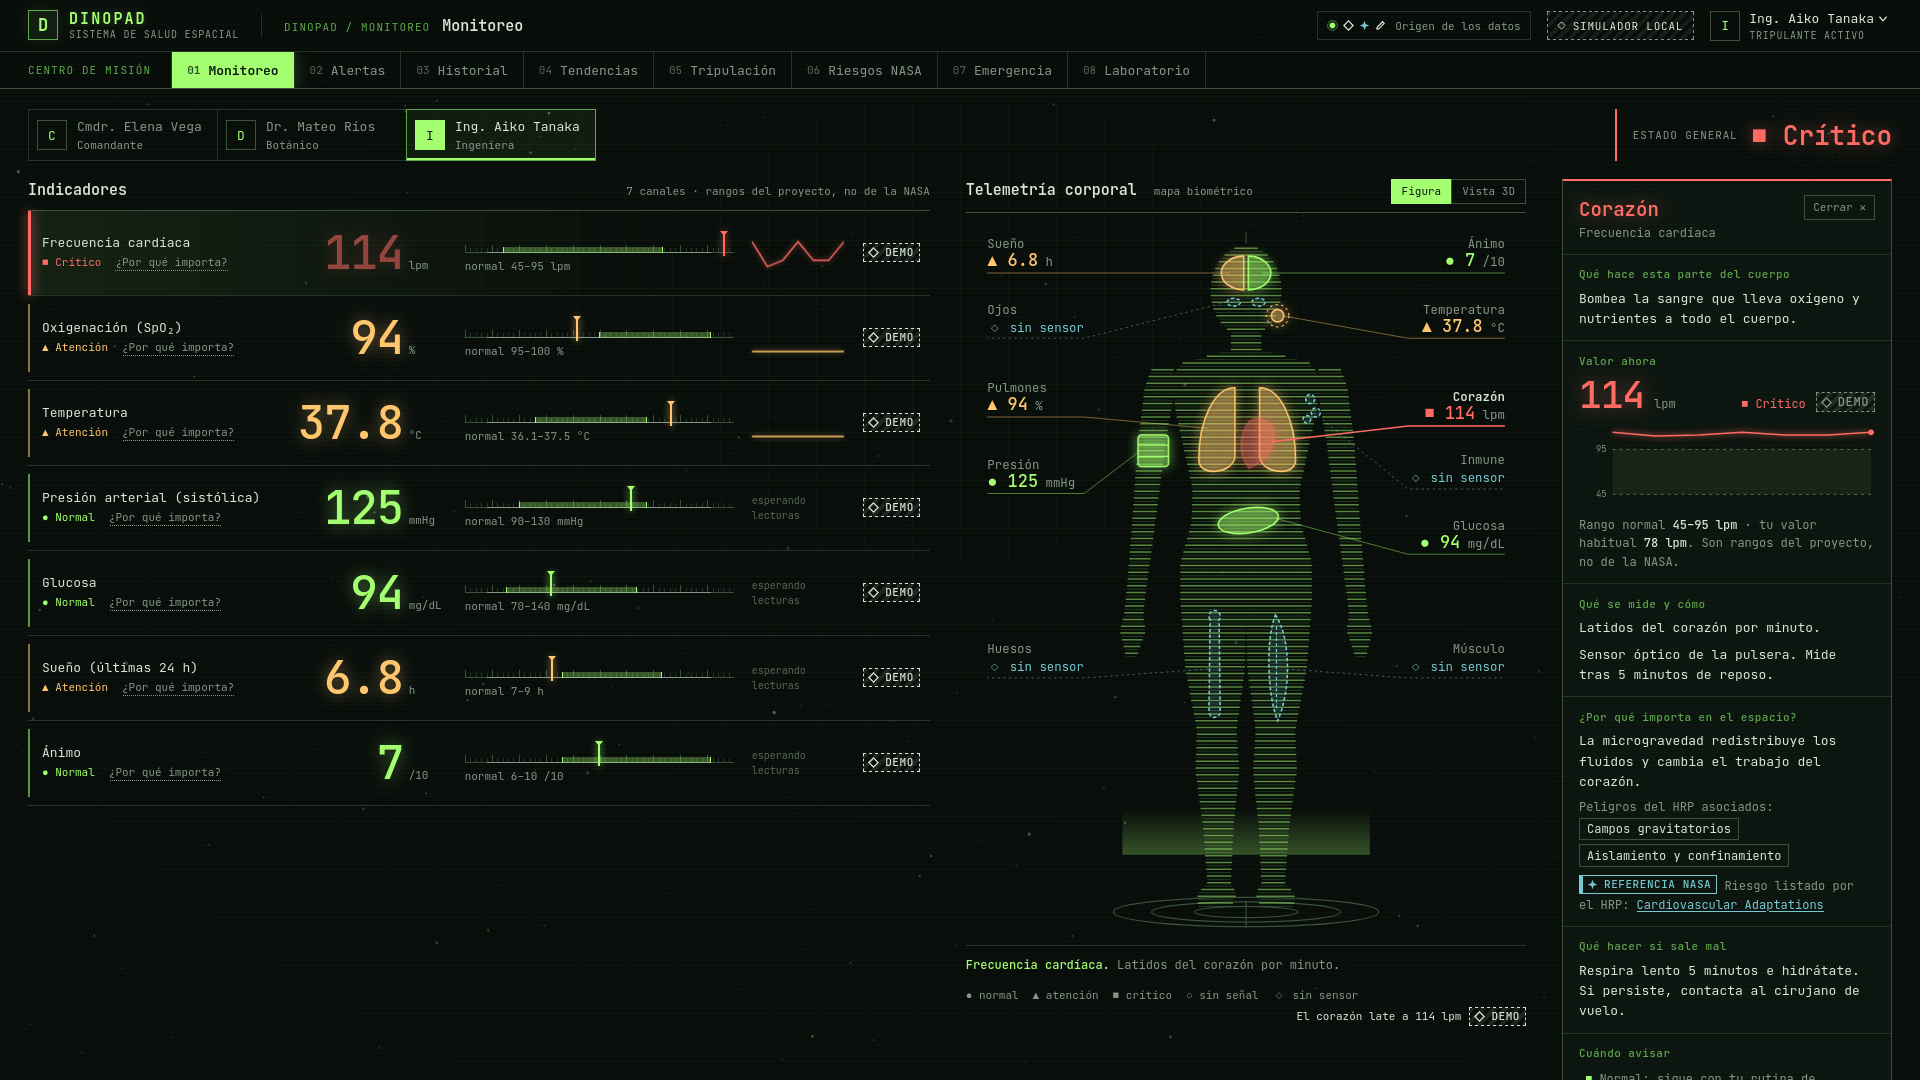 D
DINOPAD
SISTEMA DE SALUD ESPACIAL
DINOPAD / MONITOREO Monitoreo
Origen de los datos
SIMULADOR LOCAL
I
Ing. Aiko Tanaka
TRIPULANTE ACTIVO
CENTRO DE MISIÓN
01 Monitoreo
02 Alertas
03 Historial
04 Tendencias
05 Tripulación
06 Riesgos NASA
07 Emergencia
08 Laboratorio
C
Cmdr. Elena Vega
Comandante
D
Dr. Mateo Ríos
Botánico
I
Ing. Aiko Tanaka
Ingeniera
ESTADO GENERAL ■ Crítico
Indicadores
7 canales · rangos del proyecto, no de la NASA
Frecuencia cardíaca
■ Crítico ¿Por qué importa?
114 lpm
normal 45–95 lpm
DEMO
Oxigenación (SpO₂)
▲ Atención ¿Por qué importa?
94 %
normal 95–100 %
DEMO
Temperatura
▲ Atención ¿Por qué importa?
37.8 °C
normal 36.1–37.5 °C
DEMO
Presión arterial (sistólica)
● Normal ¿Por qué importa?
125 mmHg
normal 90–130 mmHg
esperando
lecturas
DEMO
Glucosa
● Normal ¿Por qué importa?
94 mg/dL
normal 70–140 mg/dL
esperando
lecturas
DEMO
Sueño (últimas 24 h)
▲ Atención ¿Por qué importa?
6.8 h
normal 7–9 h
esperando
lecturas
DEMO
Ánimo
● Normal ¿Por qué importa?
7 /10
normal 6–10 /10
esperando
lecturas
DEMO
Telemetría corporal mapa biométrico
Figura
Vista 3D
Sueño
▲ 6.8 h
Ánimo
● 7 /10
Ojos
◇ sin sensor
Temperatura
▲ 37.8 °C
Pulmones
▲ 94 %
Corazón
■ 114 lpm
Presión
● 125 mmHg
Inmune
◇ sin sensor
Glucosa
● 94 mg/dL
Huesos
◇ sin sensor
Músculo
◇ sin sensor
Frecuencia cardíaca. Latidos del corazón por minuto.
● normal ▲ atención ■ crítico ○ sin señal ◇ sin sensor
El corazón late a 114 lpm DEMO
Corazón
Frecuencia cardíaca
Cerrar ×
Qué hace esta parte del cuerpo
Bombea la sangre que lleva oxígeno y
nutrientes a todo el cuerpo.
Valor ahora
114 lpm ■ Crítico DEMO
95
45
Rango normal 45–95 lpm · tu valor
habitual 78 lpm. Son rangos del proyecto,
no de la NASA.
Qué se mide y cómo
Latidos del corazón por minuto.
Sensor óptico de la pulsera. Mide
tras 5 minutos de reposo.
¿Por qué importa en el espacio?
La microgravedad redistribuye los
fluidos y cambia el trabajo del
corazón.
Peligros del HRP asociados:
Campos gravitatorios
Aislamiento y confinamiento
REFERENCIA NASA Riesgo listado por
el HRP: Cardiovascular Adaptations
Qué hacer si sale mal
Respira lento 5 minutos e hidrátate.
Si persiste, contacta al cirujano de
vuelo.
Cuándo avisar
■ Normal: sigue con tu rutina de